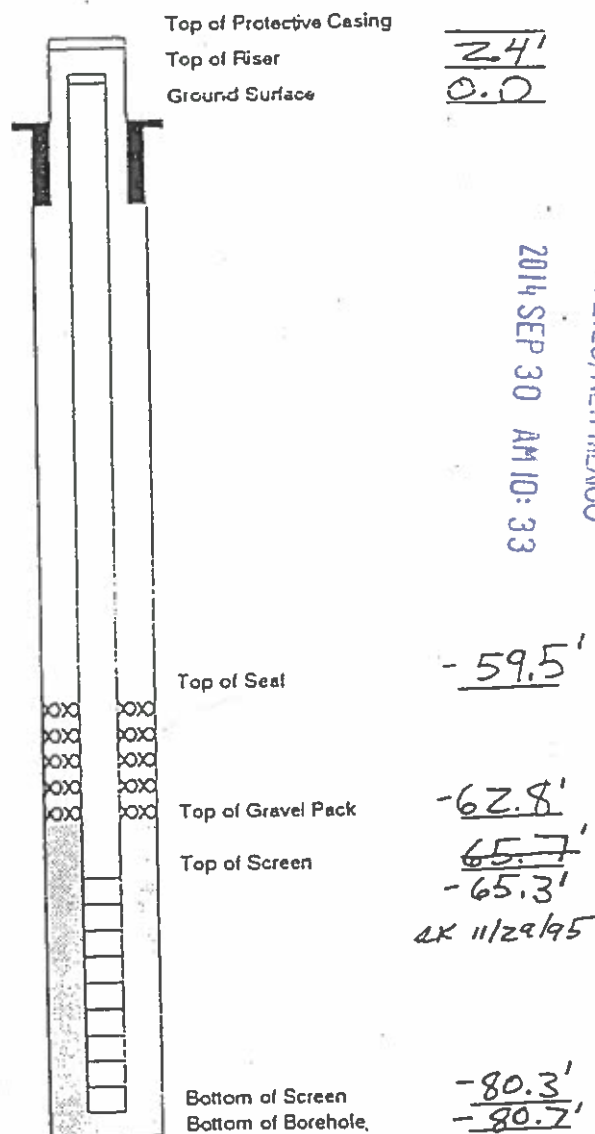 Top of Protective Casing
Top of Riser 2.4'
Ground Surface 0.0
2014 SEP 30 AM 10: 33
Top of Seal - 59.5'
Top of Gravel Pack -62.8'
Top of Screen 65.7'
-65.3'
11/29/95
Bottom of Screen -80.3'
Bottom of Borehole, - 80.7'